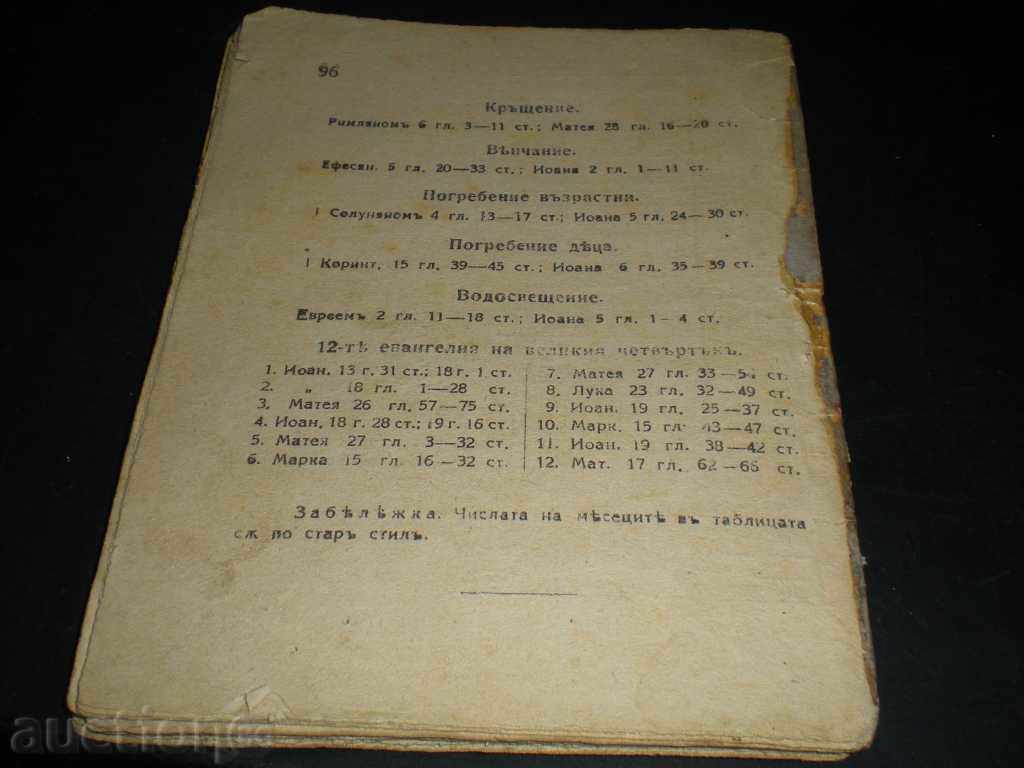 96
Кръщение.
Римляномъ 6 гл. 3—11 ст.; Матея 28 гл. 16—20 ст.
Вѣнчание.
Ефесян. 5 гл. 20—33 ст.; Иоана 2 гл. 1—11 ст.
Погребение възрастни.
I Солуняномъ 4 гл. 13—17 ст.; Иоана 5 гл. 24—30 ст.
Погребение дѣца.
I Коринт. 15 гл. 39—45 ст.; Иоана 6 гл. 35—39 ст.
Водосвещение.
Евреемъ 2 гл. 11—18 ст.; Иоана 5 гл. 1—4 ст.
12-тѣ евангелия на великия четвъртъкъ.
1. Иоан. 13 г. 31 ст.; 18 г. 1 ст.
2. „ 18 гл. 1—28 ст.
3. Матея 26 гл. 57—75 ст.
4. Иоан. 18 г. 28 ст.; 19 г. 16 ст.
5. Матея 27 гл. 3—32 ст.
6. Марка 15 гл. 16—32 ст.
7. Матея 27 гл. 33—54 ст.
8. Лука 23 гл. 32—49 ст.
9. Иоан. 19 гл. 25—37 ст.
10. Марк. 15 гл. 43—47 ст.
11. Иоан. 19 гл. 38—42 ст.
12. Мат. 17 гл. 62—66 ст.
Забѣлѣжка. Числата на мѣсецитѣ въ таблицата
сѫ по старъ стилъ.
auction